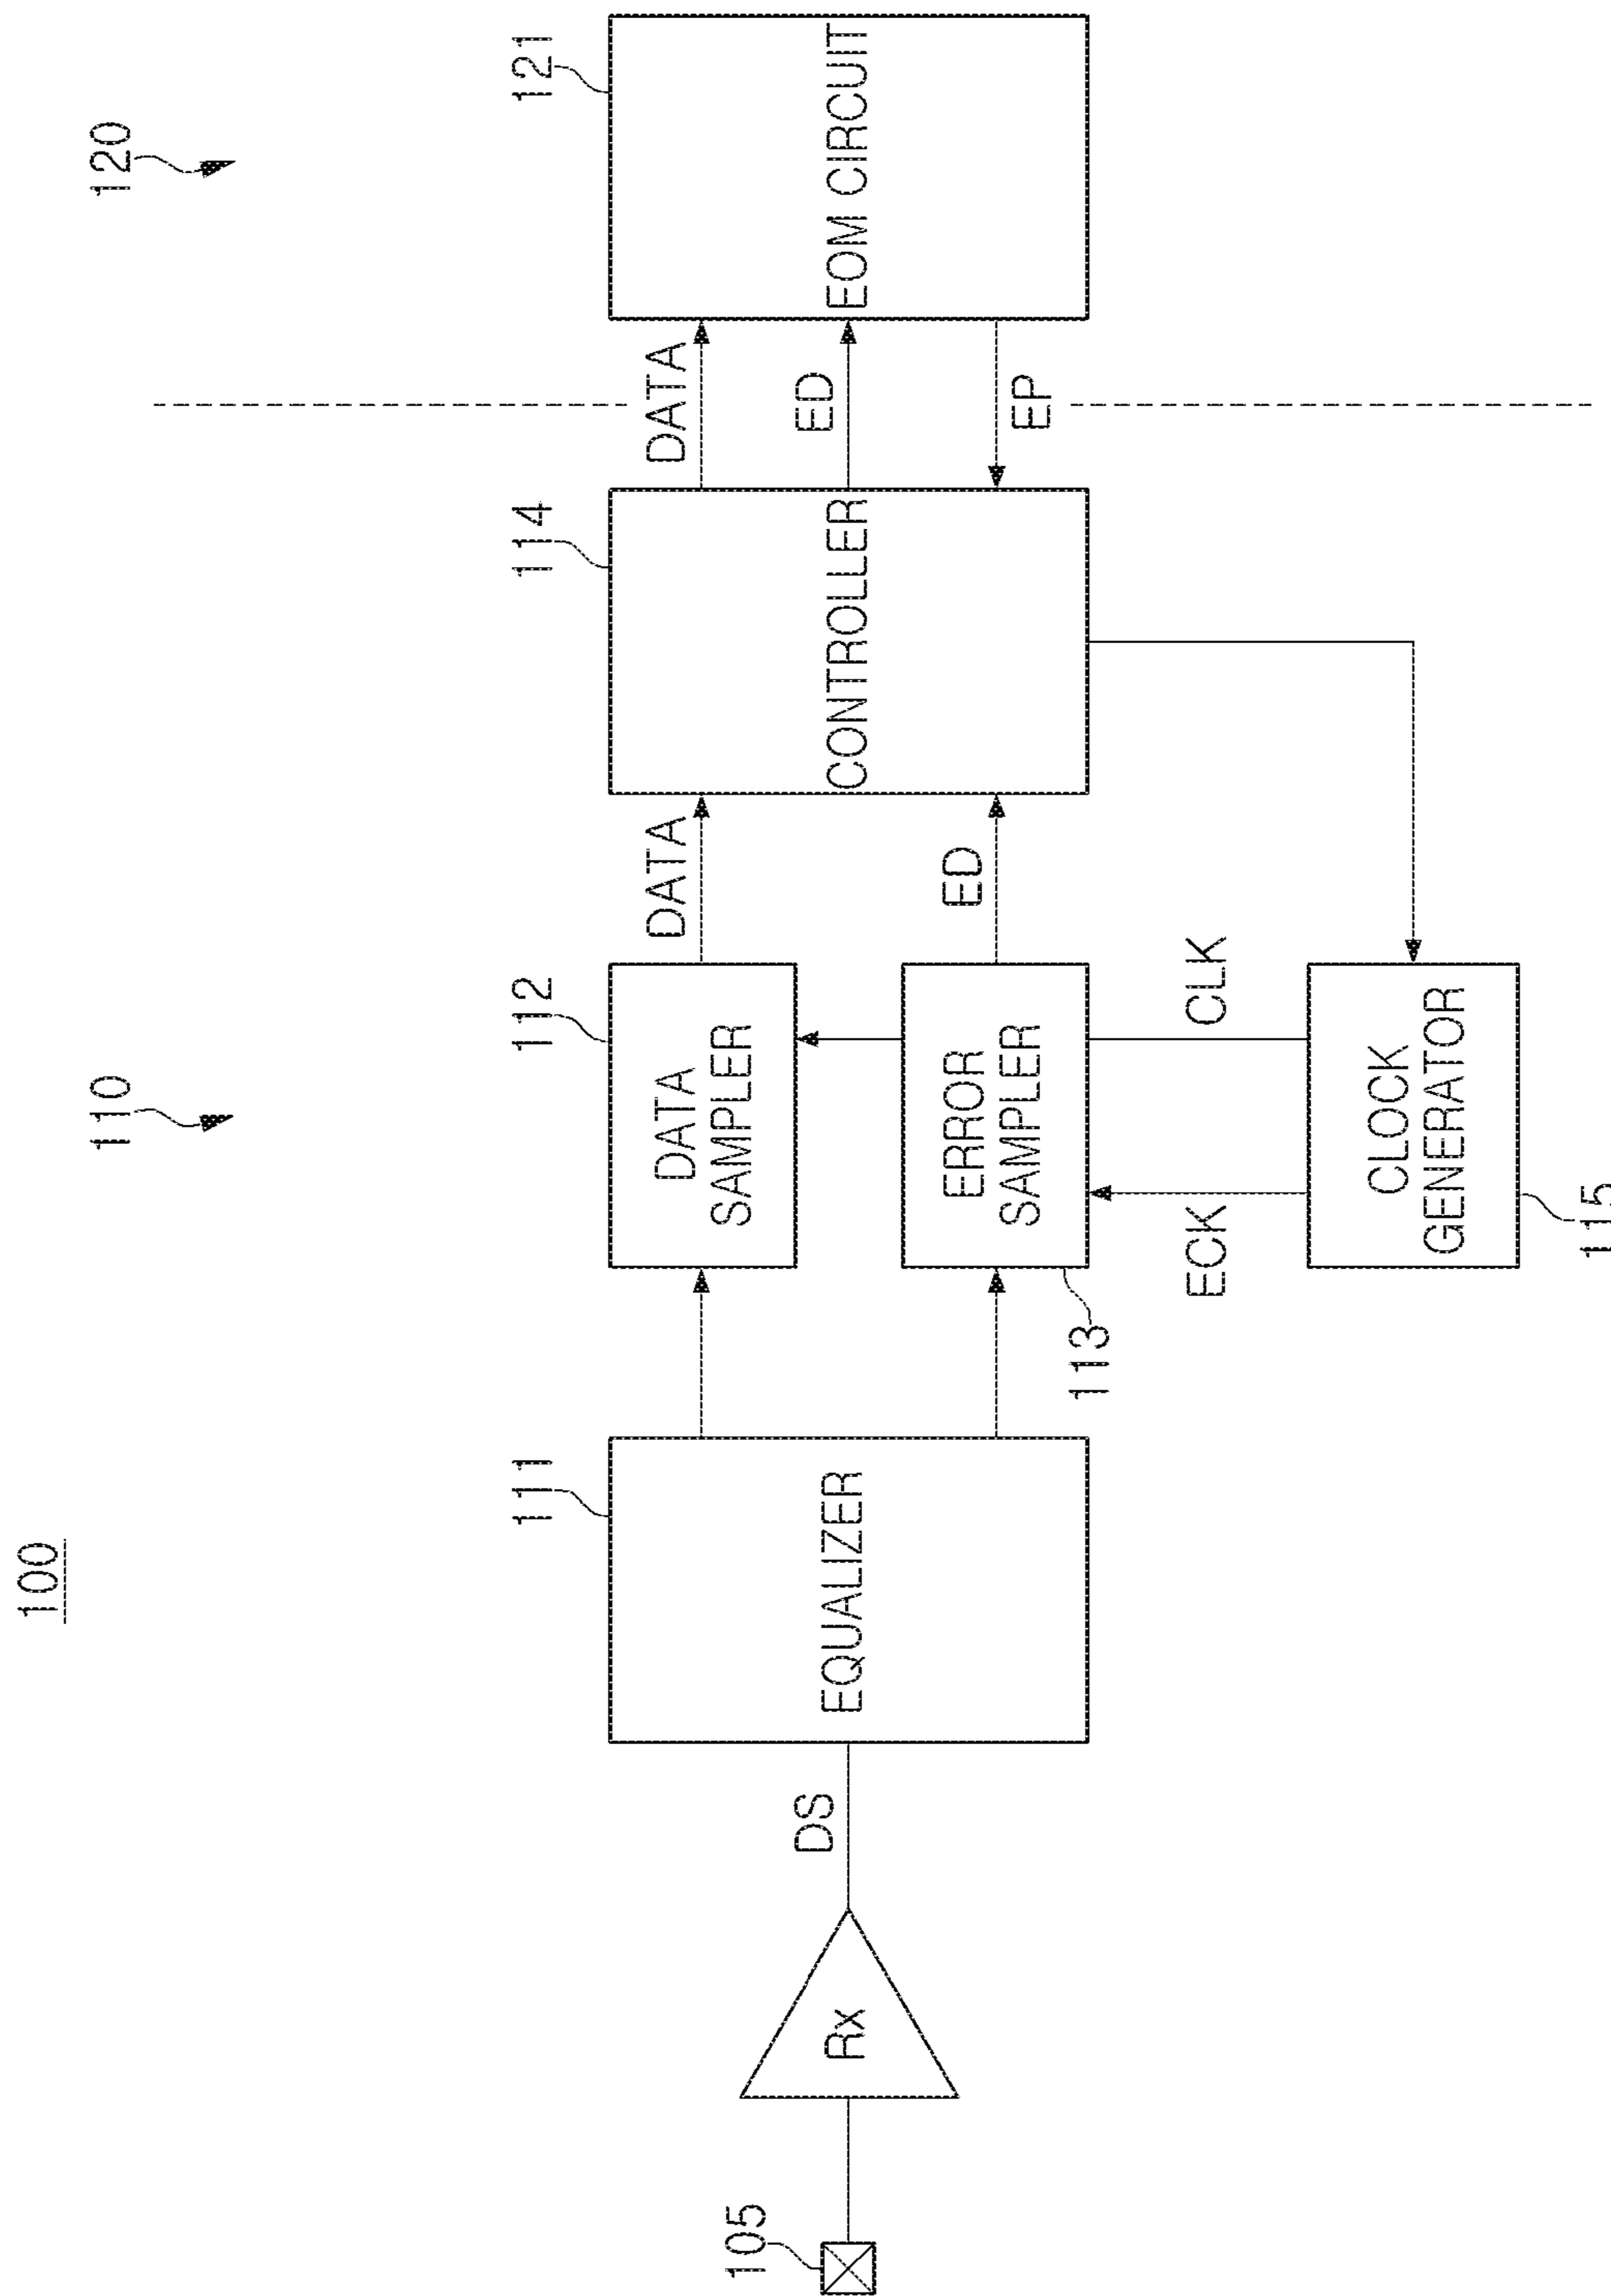 100
110
120
105
Rx
DS
111
EQUALIZER
112
DATA
SAMPLER
113
ERROR
SAMPLER
ECK
CLK
CLOCK
GENERATOR
115
DATA
ED
114
CONTROLLER
DATA
ED
EP
121
EOM CIRCUIT